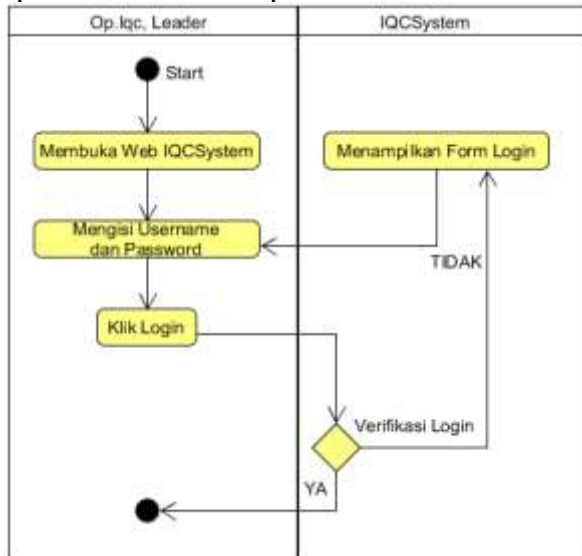 Op.Iqc, Leader
IQCSystem
Start
Membuka Web IQCSystem
Menampilkan Form Login
Mengisi Username
dan Password
TIDAK
Klik Login
Verifikasi Login
YA